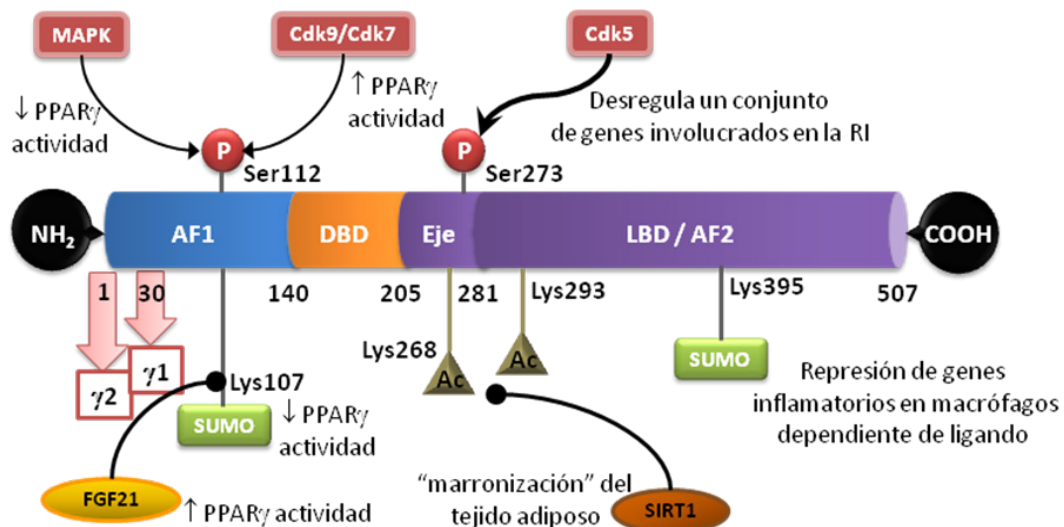 MAPK
Cdk9/Cdk7
Cdk5
↓ PPARγ
actividad
↑ PPARγ
actividad
Desregula un conjunto
de genes involucrados en la RI
P
P
Ser112
Ser273
NH2
AF1
DBD
Eje
LBD / AF2
COOH
1
30
140
205
281
Lys293
Lys395
507
γ2
γ1
Lys107
SUMO
↓ PPARγ
actividad
Lys268
Ac
Ac
SUMO
Represión de genes
inflamatorios en macrófagos
dependiente de ligando
FGF21
↑ PPARγ actividad
“marronización” del
tejido adiposo
SIRT1